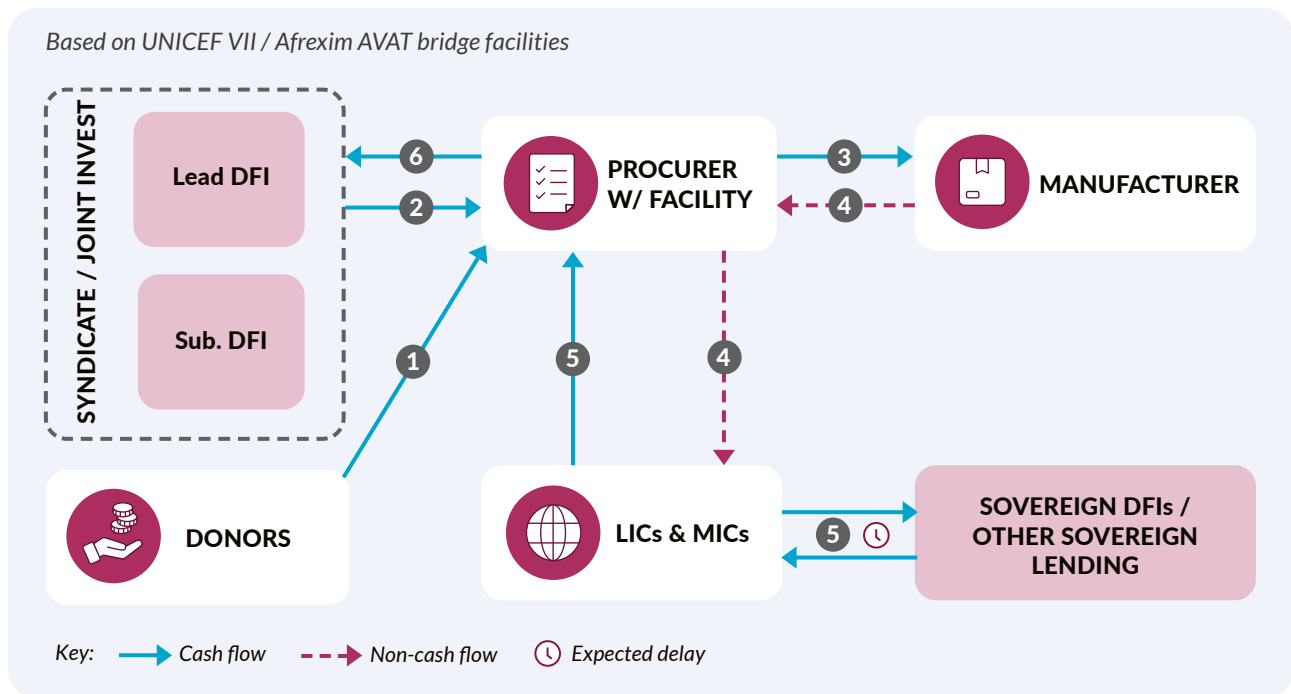 Based on UNICEF VII / Afrexim AVAT bridge facilities
SYNDICATE / JOINT INVEST
Lead DFI
Sub. DFI
6
2
PROCURER
W/ FACILITY
3
4
MANUFACTURER
1
5
4
DONORS
LICs & MICs
5
SOVEREIGN DFIs /
OTHER SOVEREIGN
LENDING
Key:
Cash flow
Non-cash flow
Expected delay